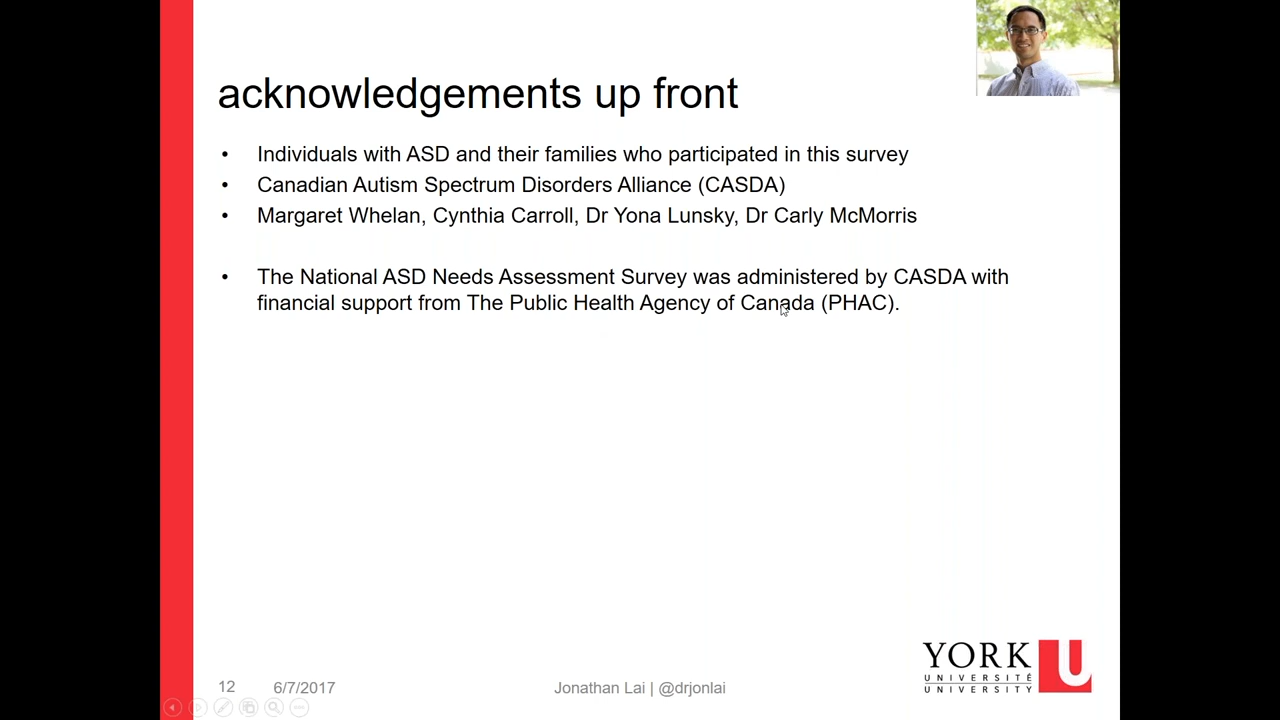 acknowledgements up front
• Individuals with ASD and their families who participated in this survey
• Canadian Autism Spectrum Disorders Alliance (CASDA)
• Margaret Whelan, Cynthia Carroll, Dr Yona Lunsky, Dr Carly McMorris
• The National ASD Needs Assessment Survey was administered by CASDA with
financial support from The Public Health Agency of Canada (PHAC).
YORK U
UNIVERSITÉ
UNIVERSITY
12 6/7/2017 Jonathan Lai | @drjonlai